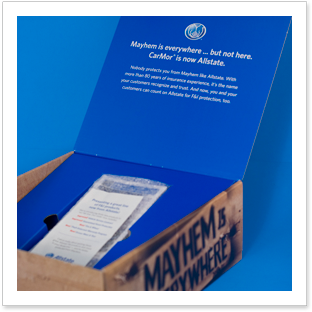 Mayhem is everywhere ... but not here.
CarMor® is now Allstate.
Nobody protects you from Mayhem like Allstate. With
more than 80 years of insurance experience, it's the name
your customers recognize and trust. And now, you and your
your customers can count on Allstate for F&I protection, too.
MAYHEM IS
EVERYWHERE
Allstate